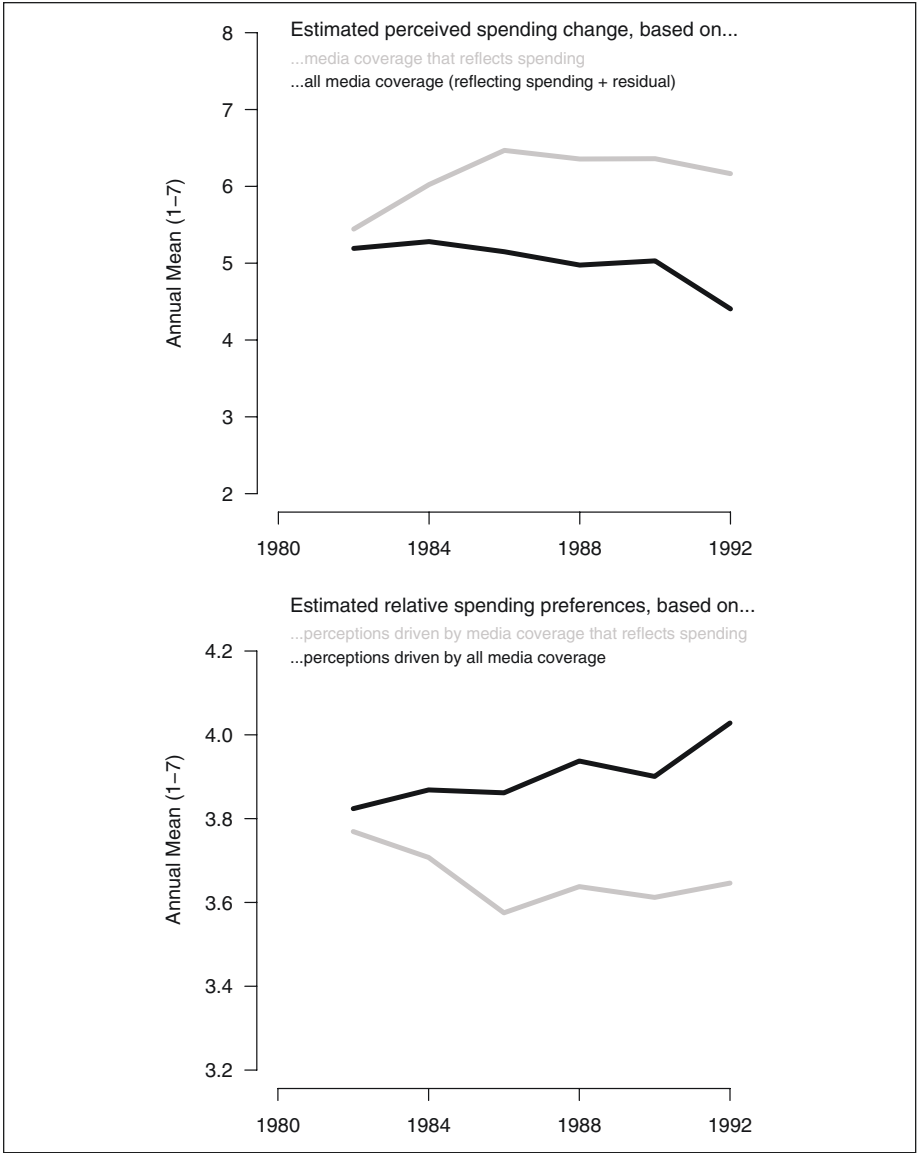 Estimated perceived spending change, based on...
...media coverage that reflects spending
...all media coverage (reflecting spending + residual)
Annual Mean (1–7)
8
7
6
5
4
3
2
1980 1984 1988 1992
Estimated relative spending preferences, based on...
...perceptions driven by media coverage that reflects spending
...perceptions driven by all media coverage
Annual Mean (1–7)
4.2
4.0
3.8
3.6
3.4
3.2
1980 1984 1988 1992